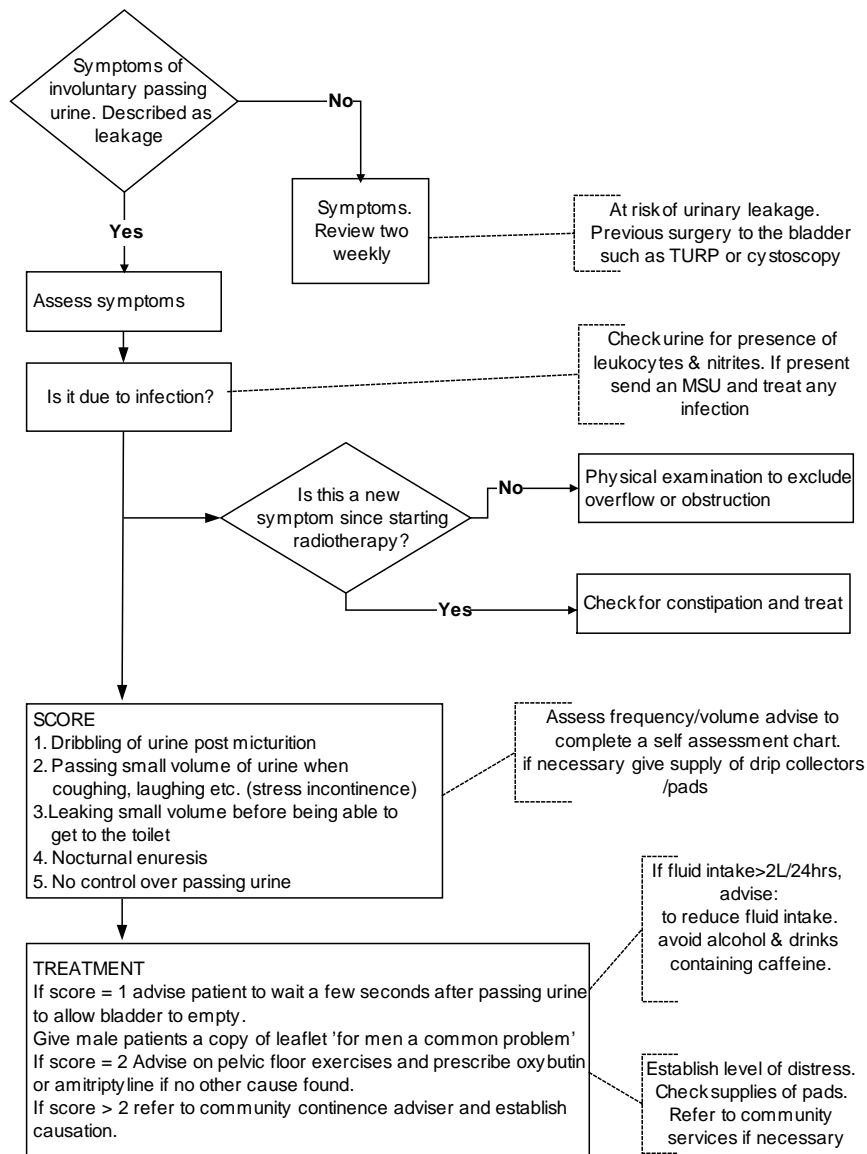 Symptoms of
involuntary passing
urine. Described as
leakage
No
Symptoms.
Review two
weekly
At risk of urinary leakage.
Previous surgery to the bladder
such as TURP or cystoscopy
Yes
Assess symptoms
Is it due to infection?
Check urine for presence of
leukocytes & nitrites. If present
send an MSU and treat any
infection
Is this a new
symptom since starting
radiotherapy?
No
Physical examination to exclude
overflow or obstruction
Yes
Check for constipation and treat
SCORE
1. Dribbling of urine post micturition
2. Passing small volume of urine when
coughing, laughing etc. (stress incontinence)
3.Leaking small volume before being able to
get to the toilet
4. Nocturnal enuresis
5. No control over passing urine
Assess frequency/volume advise to
complete a self assessment chart.
if necessary give supply of drip collectors
/pads
If fluid intake>2L/24hrs,
advise:
to reduce fluid intake.
avoid alcohol & drinks
containing caffeine.
TREATMENT
If score = 1 advise patient to wait a few seconds after passing urine
to allow bladder to empty.
Give male patients a copy of leaflet 'for men a common problem'
If score = 2 Advise on pelvic floor exercises and prescribe oxybutin
or amitriptyline if no other cause found.
If score > 2 refer to community continence adviser and establish
causation.
Establish level of distress.
Check supplies of pads.
Refer to community
services if necessary